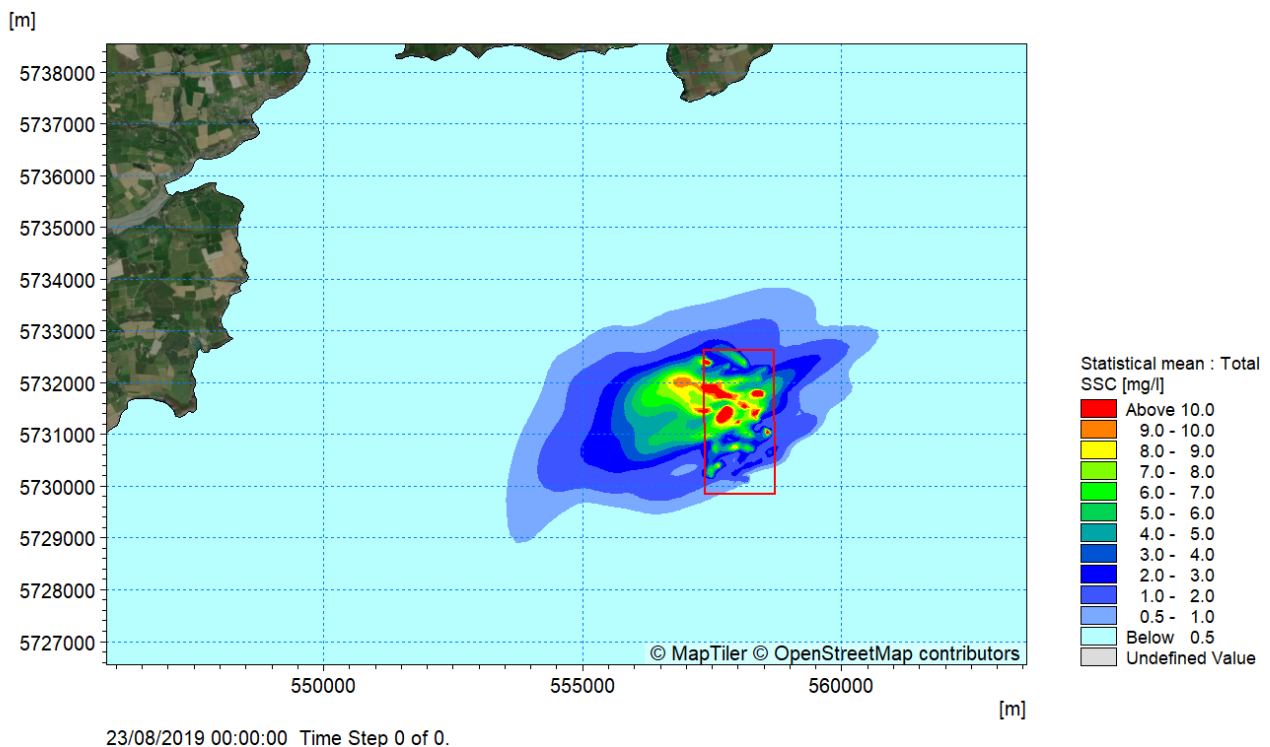 [m]
5738000
5737000
5736000
5735000
5734000
5733000
5732000
5731000
5730000
5729000
5728000
5727000
© MapTiler © OpenStreetMap contributors
550000 555000 560000
[m]
23/08/2019 00:00:00 Time Step 0 of 0.
Statistical mean : Total
SSC [mg/l]
Above 10.0
9.0 - 10.0
8.0 - 9.0
7.0 - 8.0
6.0 - 7.0
5.0 - 6.0
4.0 - 5.0
3.0 - 4.0
2.0 - 3.0
1.0 - 2.0
0.5 - 1.0
Below 0.5
Undefined Value